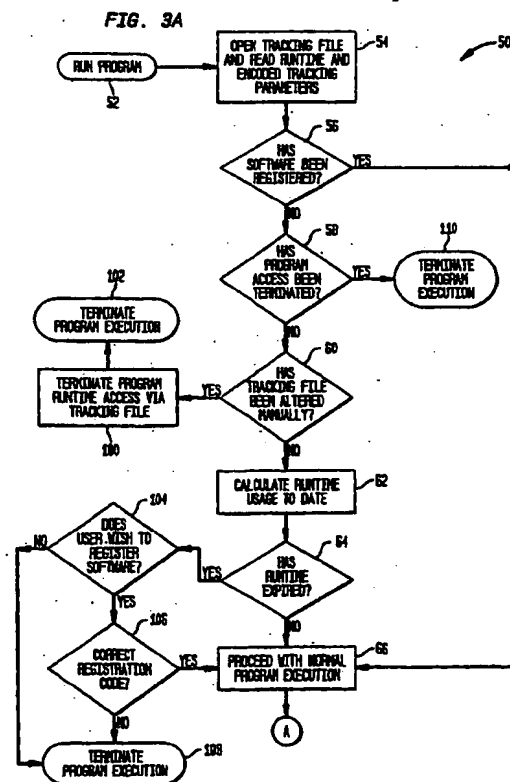 FIG. 3A
50
RUN PROGRAM
52
OPEN TRACKING FILE
AND READ RUNTIME AND
ENCODED TRACKING
PARAMETERS
54
56
HAS
SOFTWARE BEEN
REGISTERED?
YES
NO
58
HAS
PROGRAM
ACCESS BEEN
TERMINATED?
YES
110
TERMINATE
PROGRAM
EXECUTION
NO
102
TERMINATE
PROGRAM EXECUTION
60
HAS
TRACKING FILE
BEEN ALTERED
MANUALLY?
YES
TERMINATE PROGRAM
RUNTIME ACCESS VIA
TRACKING FILE
100
NO
CALCULATE RUNTIME
USAGE TO DATE
62
104
DOES
USER WISH TO
REGISTER
SOFTWARE?
NO
YES
64
HAS
RUNTIME
EXPIRED?
YES
NO
106
CORRECT
REGISTRATION
CODE?
YES
NO
66
PROCEED WITH NORMAL
PROGRAM EXECUTION
A
108
TERMINATE
PROGRAM EXECUTION